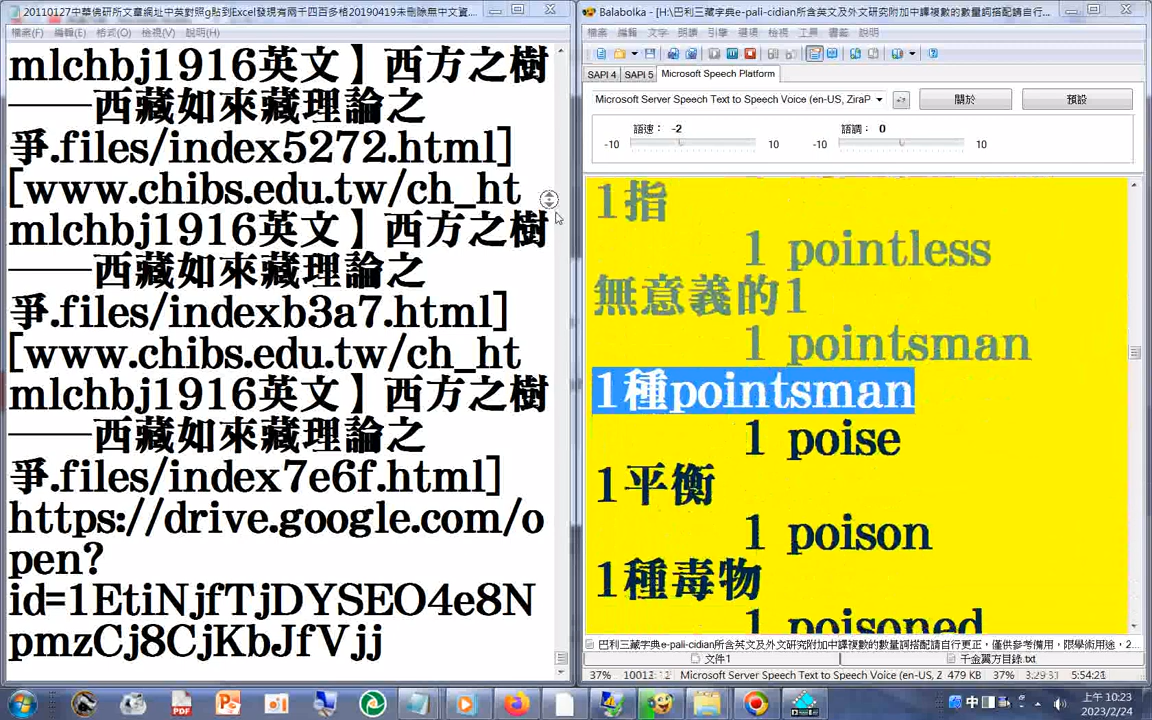 20110127中華佛研所文章網址中英對照g貼到Excel發現有兩千四百多格20190419未刪除無中文資...
檔案(F) 編輯(E) 格式(O) 檢視(V) 說明(H)
mlchbj1916英文】西方之樹
——西藏如來藏理論之
爭.files/index5272.html]
[www.chibs.edu.tw/ch_ht
mlchbj1916英文】西方之樹
——西藏如來藏理論之
爭.files/indexb3a7.html]
[www.chibs.edu.tw/ch_ht
mlchbj1916英文】西方之樹
——西藏如來藏理論之
爭.files/index7e6f.html]
https://drive.google.com/o
pen?
id=1EtiNjfTjDYSEO4e8N
pmzCj8CjKbJfVjj
Balabolka - [H:\巴利三藏字典e-pali-cidian所含英文及外文研究附加中譯複數的數量詞搭配請自行...
檔案 編輯 文字 朗讀 引擎 選項 檢視 工具 書籤 說明
SAPI 4 SAPI 5 Microsoft Speech Platform
Microsoft Server Speech Text to Speech Voice (en-US, ZiraP 關於 預設
語速： -2 語調： 0
-10 10 -10 10
1指
1 pointless
無意義的1
1 pointsman
1種pointsman
1 poise
1平衡
1 poison
1種毒物
1 poisoned
巴利三藏字典e-pali-cidian所含英文及外文研究附加中譯複數的數量詞搭配請自行更正，僅供參考備用，限學術用途，2...
文件1 千金翼方目錄.txt
37% 10013:12 Microsoft Server Speech Text to Speech Voice (en-US, Z 479 KB 37% 3:29:31 5:54:21
上午 10:23
2023/2/24